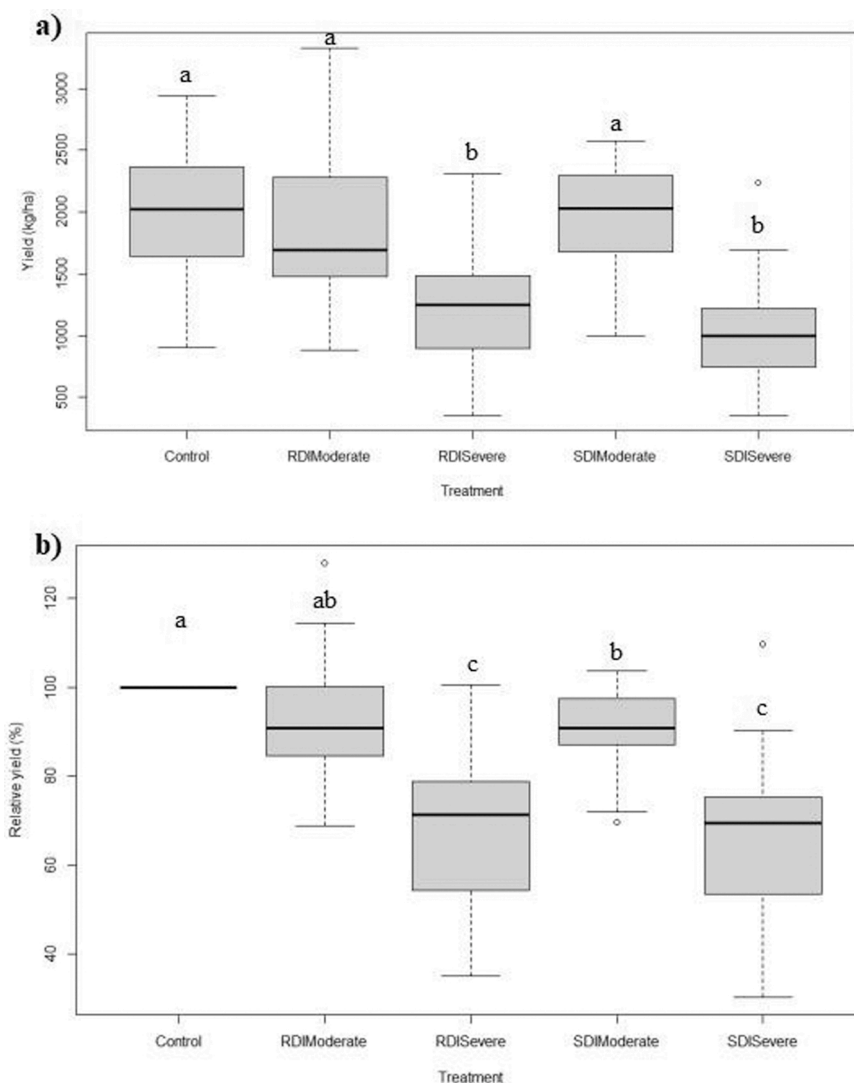 a)
Yield (kg/ha)
3000
2500
2000
1500
1000
500
a
a
b
a
b
Control RDIModerate RDISevere SDIModerate SDISevere
Treatment
b)
Relative yield (%)
120
100
80
60
40
a
ab
c
b
c
Control RDIModerate RDISevere SDIModerate SDISevere
Treatment